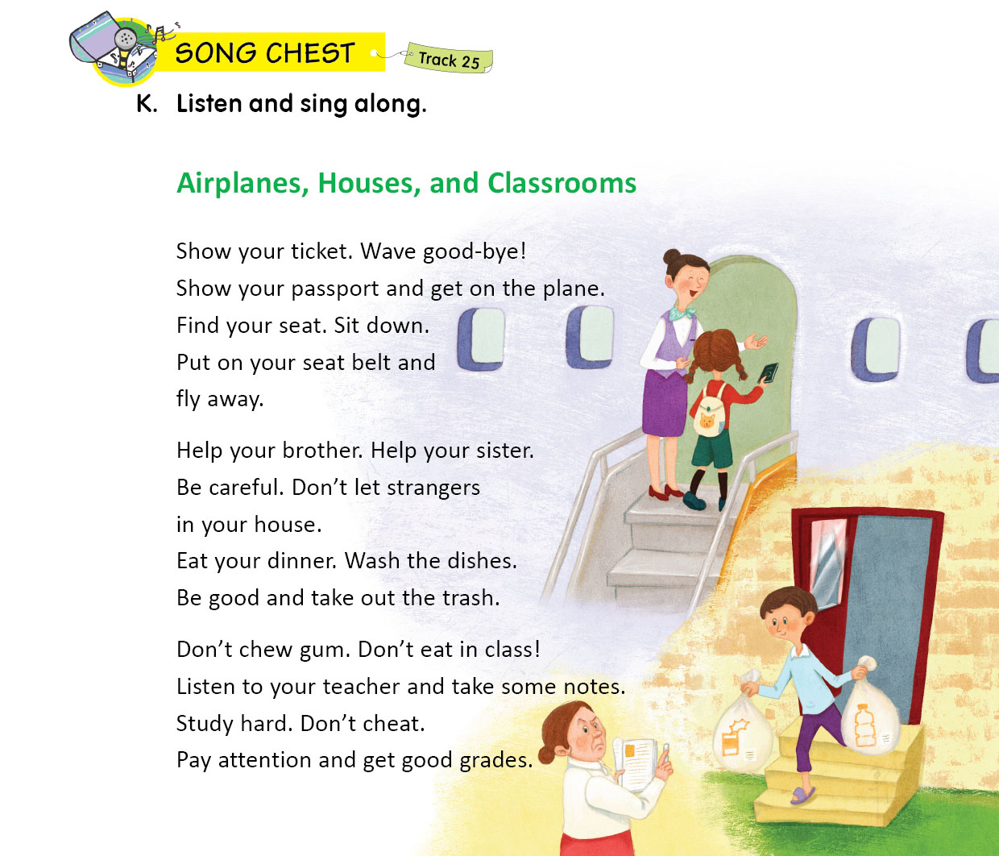 SONG CHEST
Track 25
K. Listen and sing along.
Airplanes, Houses, and Classrooms
Show your ticket. Wave good-bye!
Show your passport and get on the plane.
Find your seat. Sit down.
Put on your seat belt and
fly away.
Help your brother. Help your sister.
Be careful. Don’t let strangers
in your house.
Eat your dinner. Wash the dishes.
Be good and take out the trash.
Don’t chew gum. Don’t eat in class!
Listen to your teacher and take some notes.
Study hard. Don’t cheat.
Pay attention and get good grades.